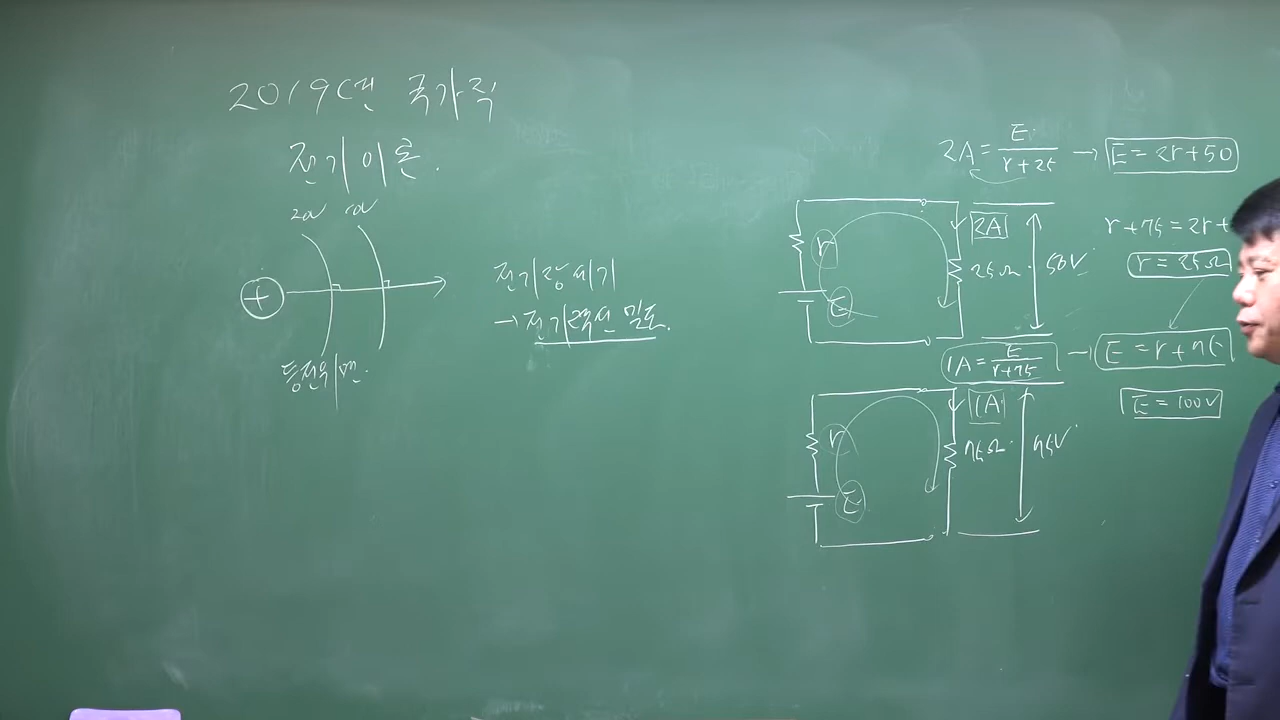 2019년 국가직
전기이론.
20V 10V
+
등전위면.
전기장세기
→전기력선 밀도.
2A = E / r+25 → E = 2r+50
r
E
2A
25Ω
50V
r+75=2r+
r = 25Ω
1A = E / r+75 → E = r+75
E = 100V
r
E
1A
75Ω
75V